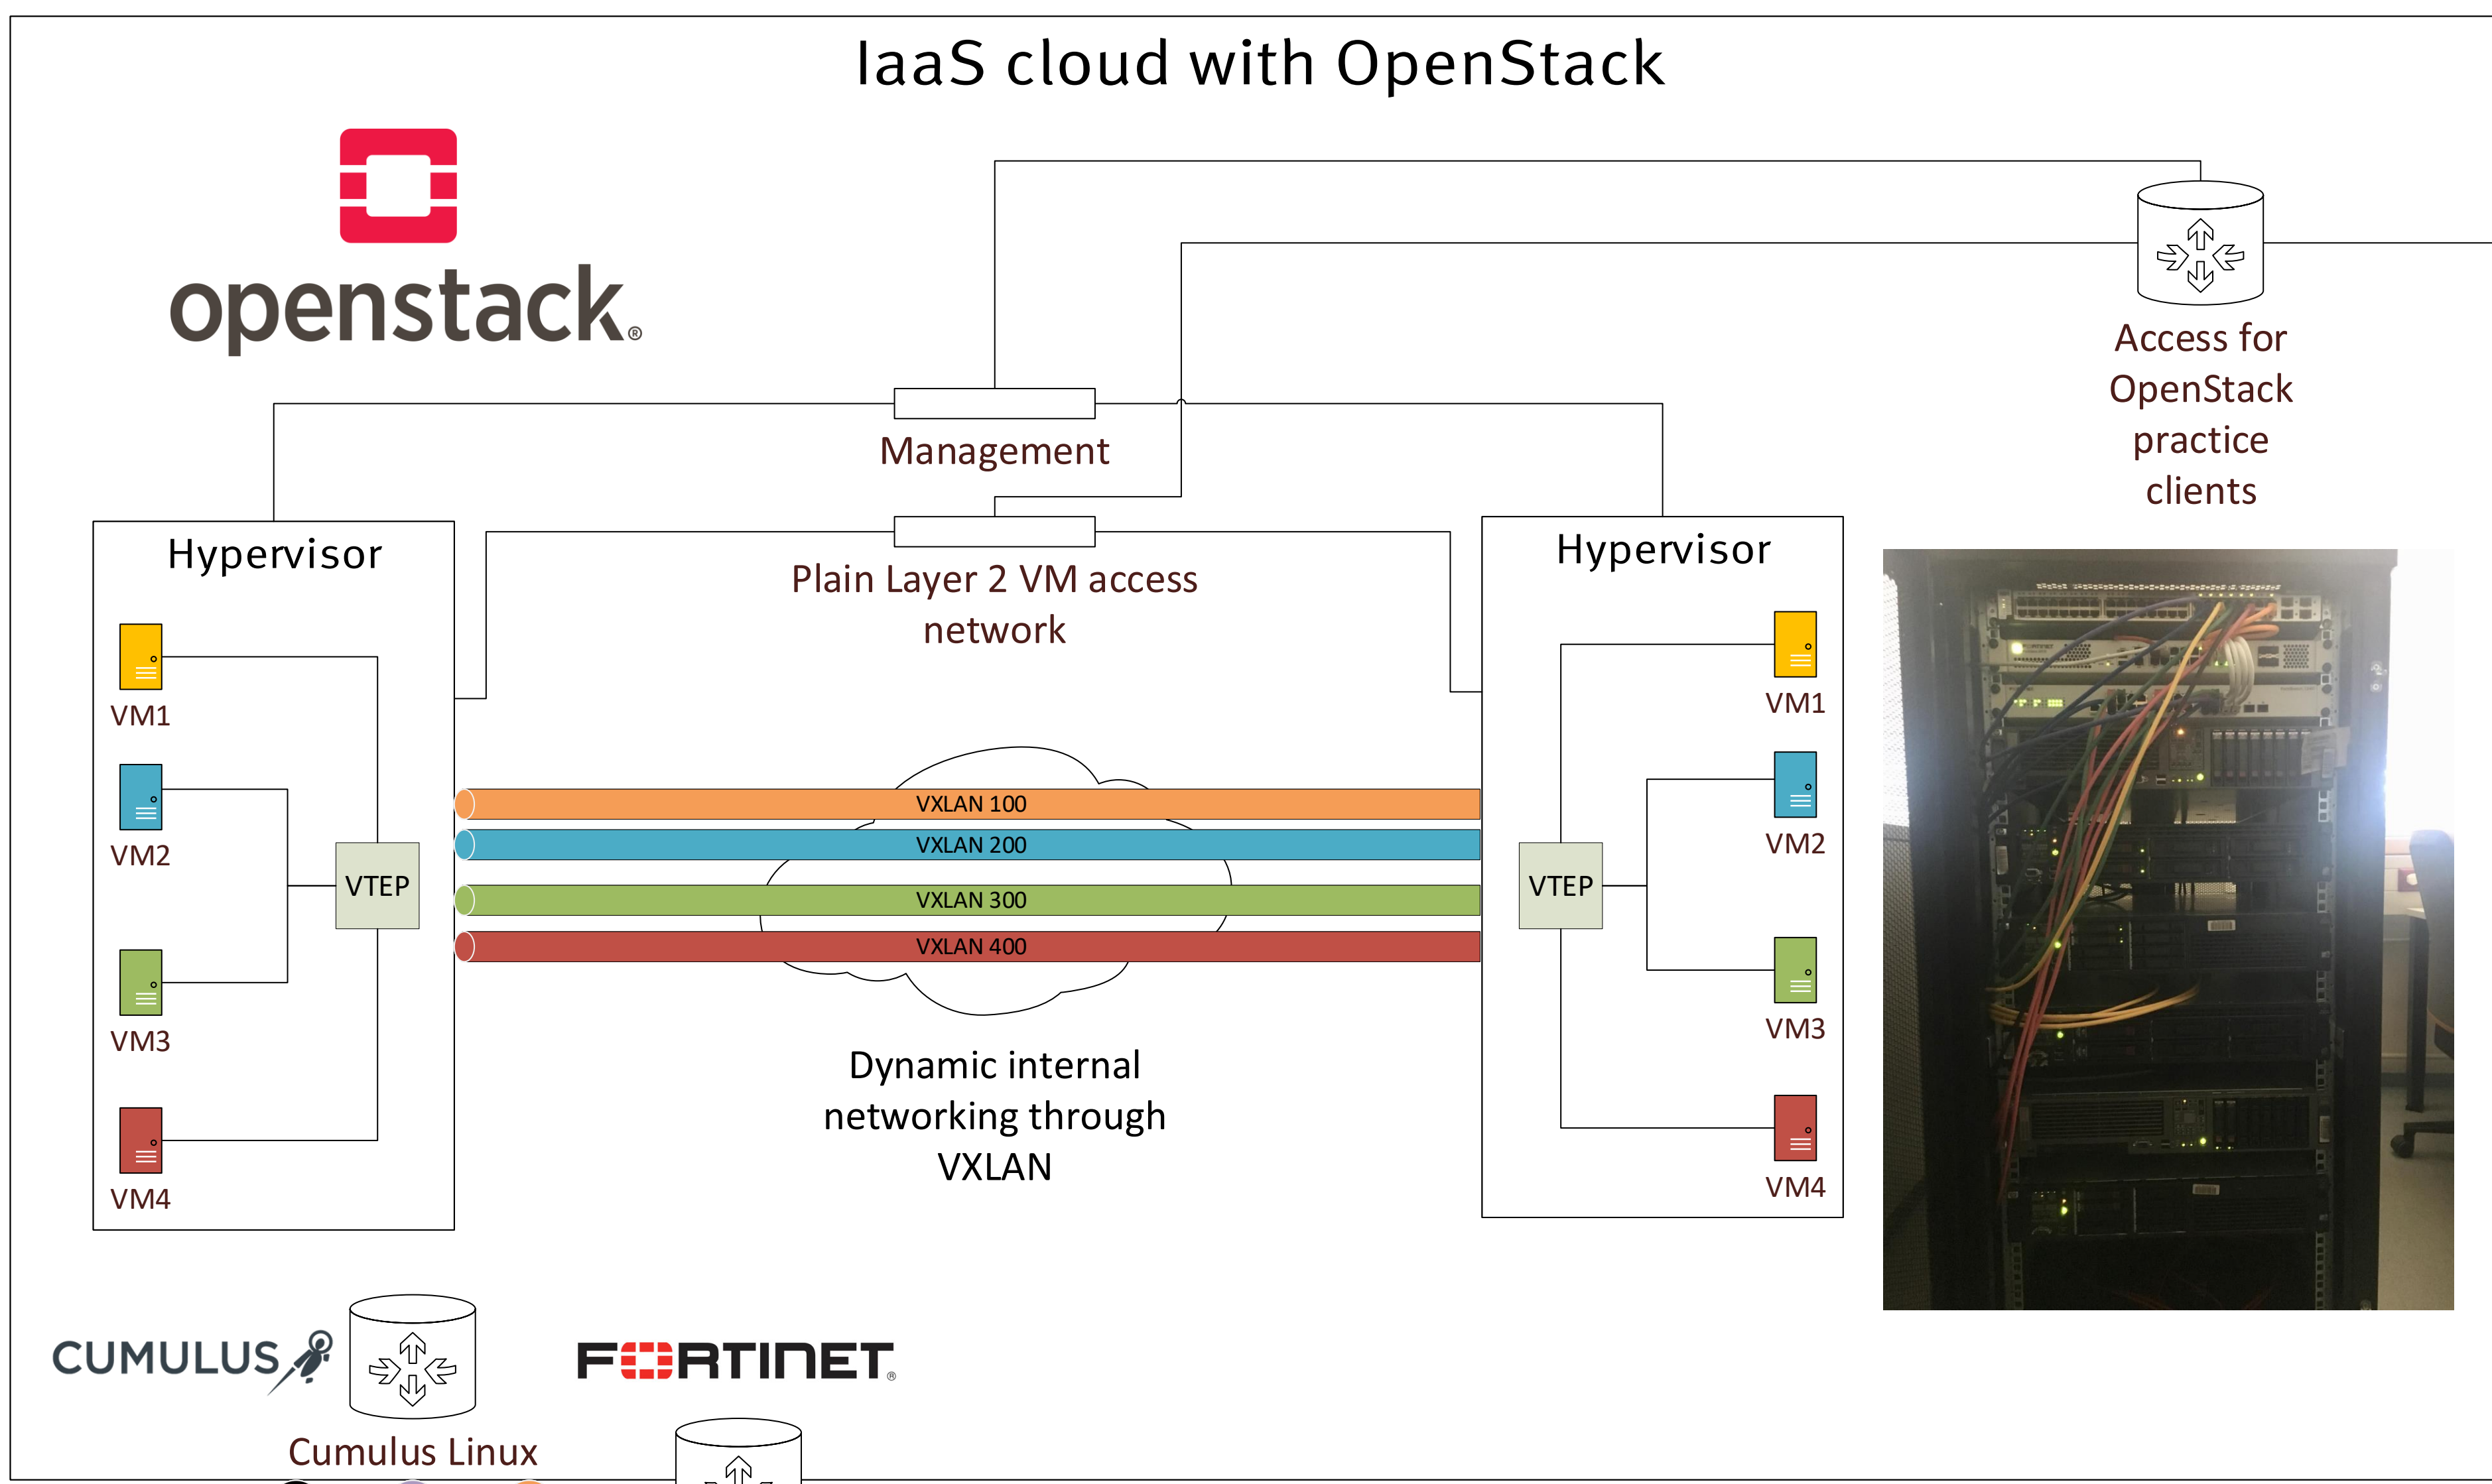 IaaS cloud with OpenStack
openstack.
®
Access for
OpenStack
practice
clients
Management
Plain Layer 2 VM access
network
Hypervisor
VM1
VM2
VM3
VM4
VTEP
VXLAN 100
VXLAN 200
VXLAN 300
VXLAN 400
Dynamic internal
networking through
VXLAN
Hypervisor
VM1
VM2
VM3
VM4
VTEP
CUMULUS
Cumulus Linux
FORTINET
®